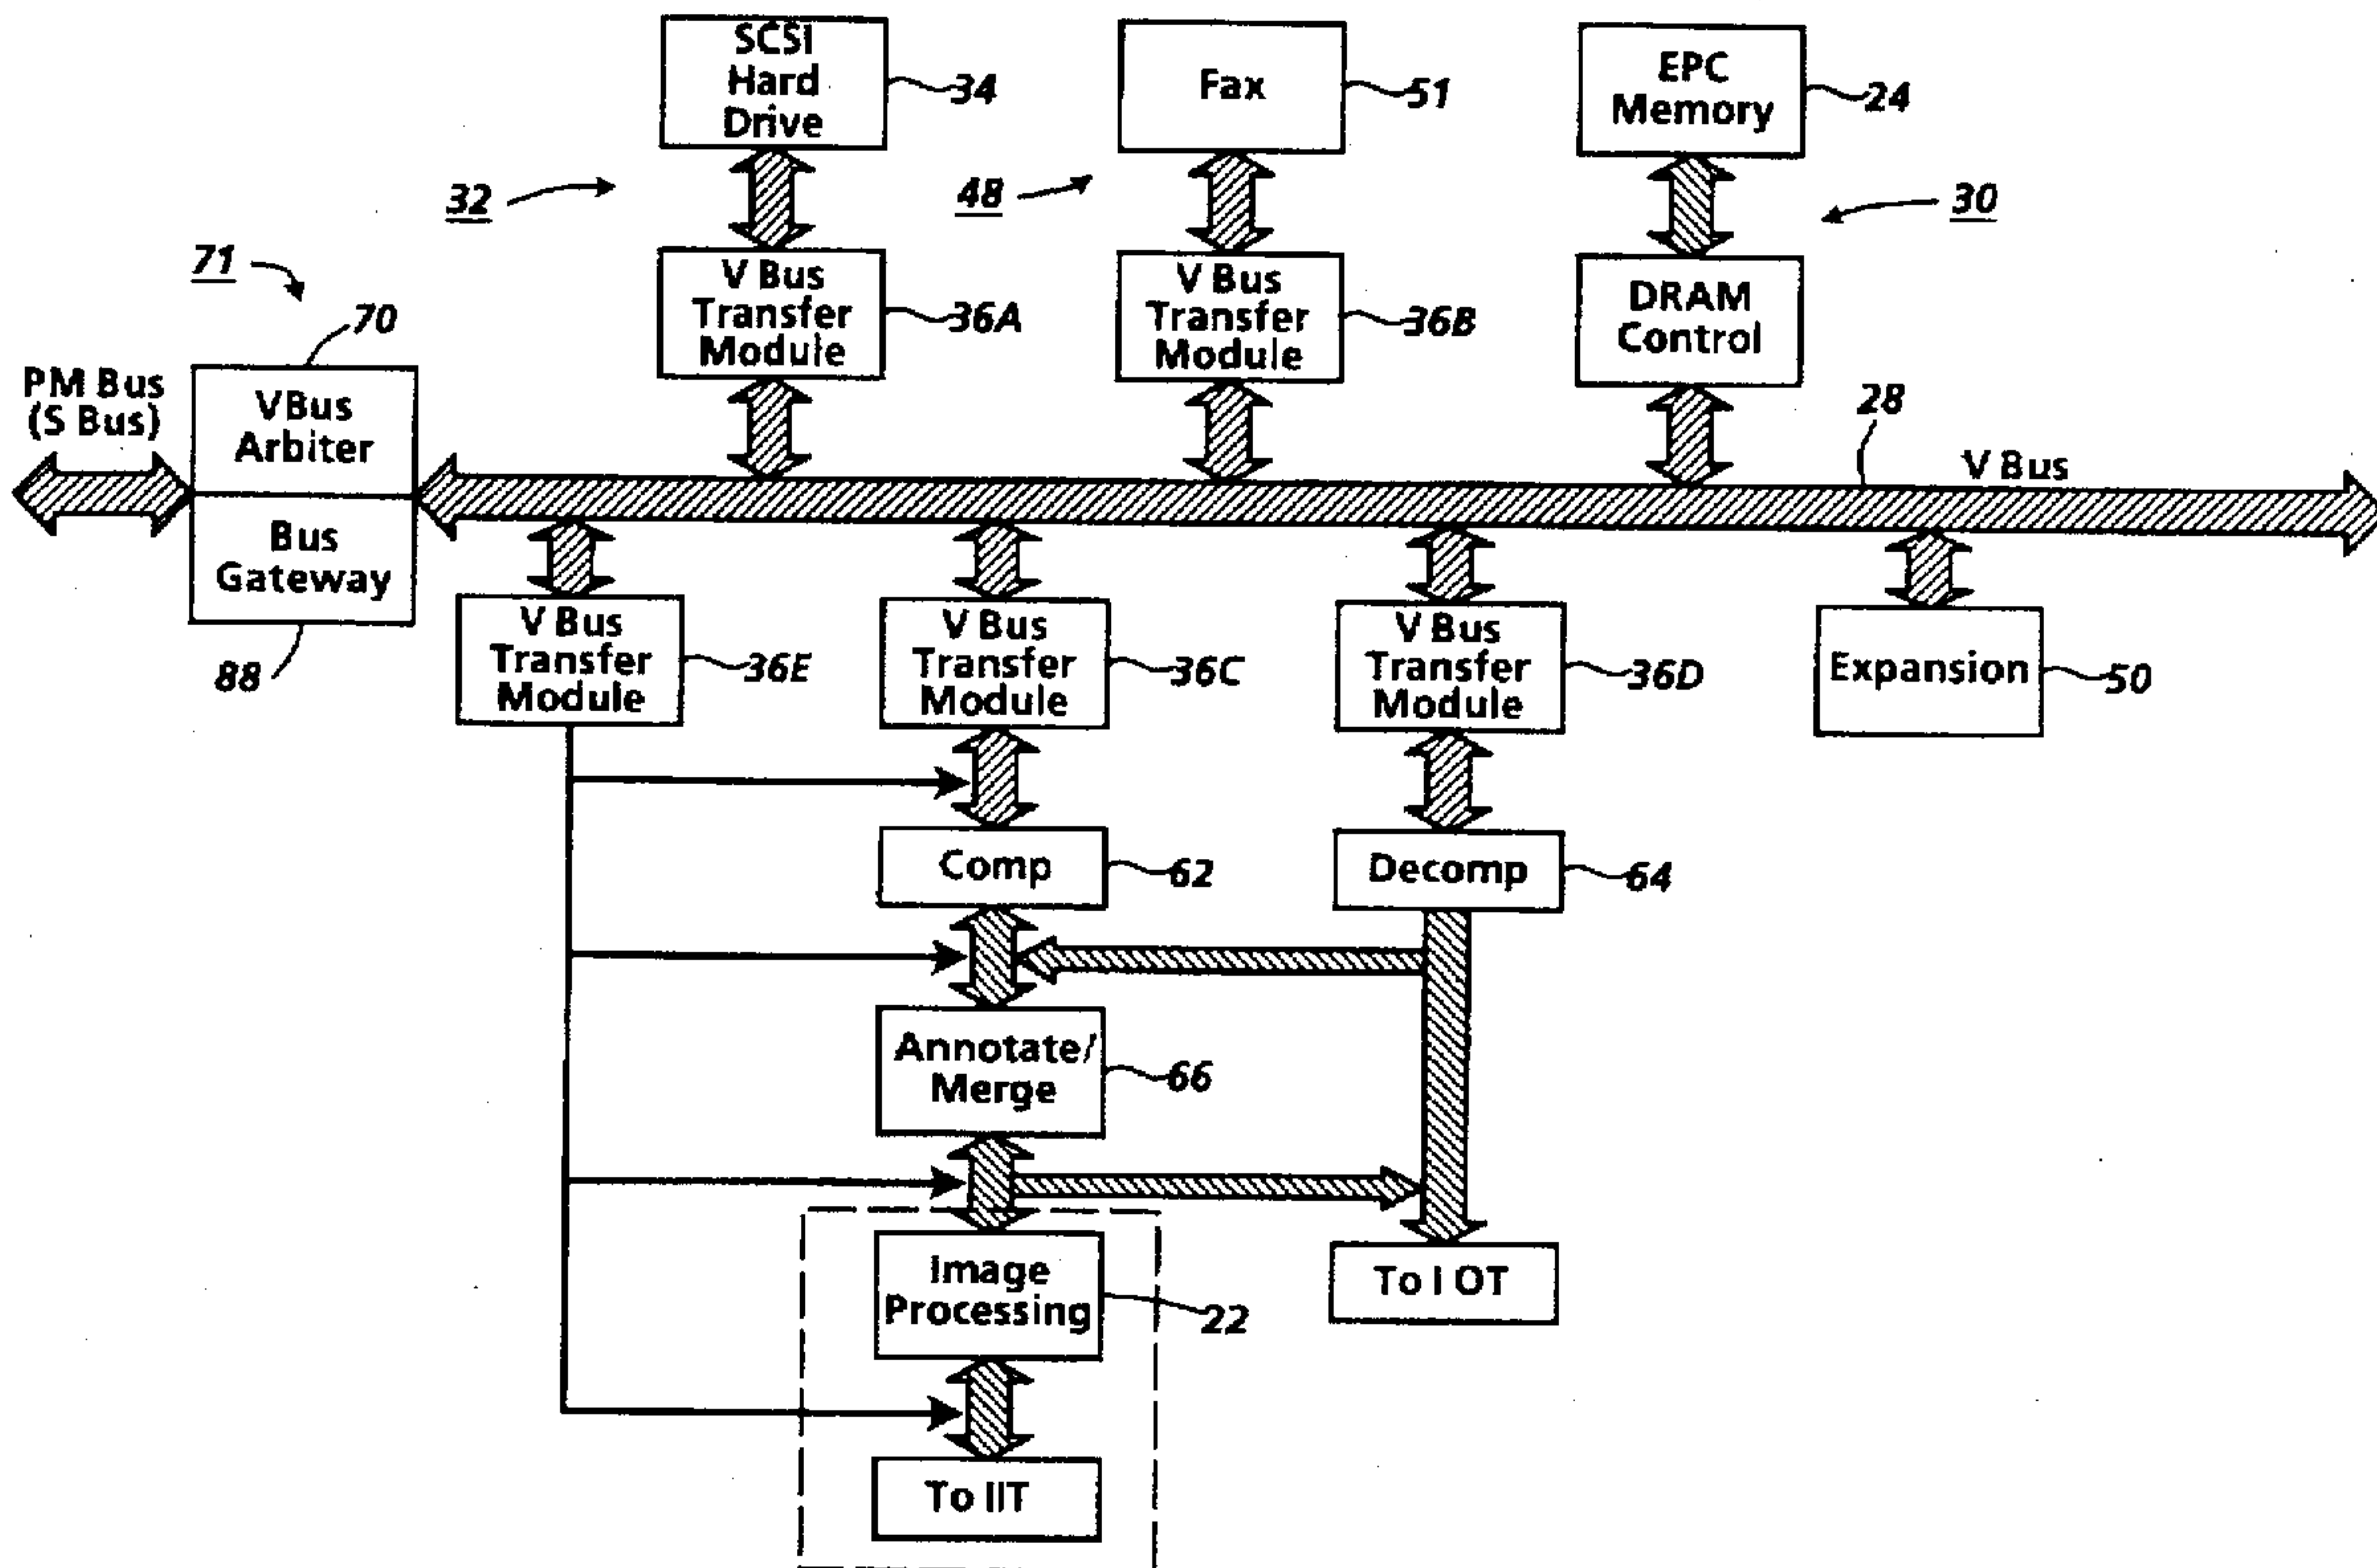 SCSI
Hard
Drive
34
Fax
51
EPC
Memory
24
32
48
30
71
70
V Bus
Transfer
Module
36A
V Bus
Transfer
Module
36B
DRAM
Control
PM Bus
(S Bus)
VBus
Arbiter
28
V Bus
Bus
Gateway
88
V Bus
Transfer
Module
36E
V Bus
Transfer
Module
36C
V Bus
Transfer
Module
36D
Expansion
50
Comp
62
Decomp
64
Annotate/
Merge
66
Image
Processing
22
To I OT
To IIT